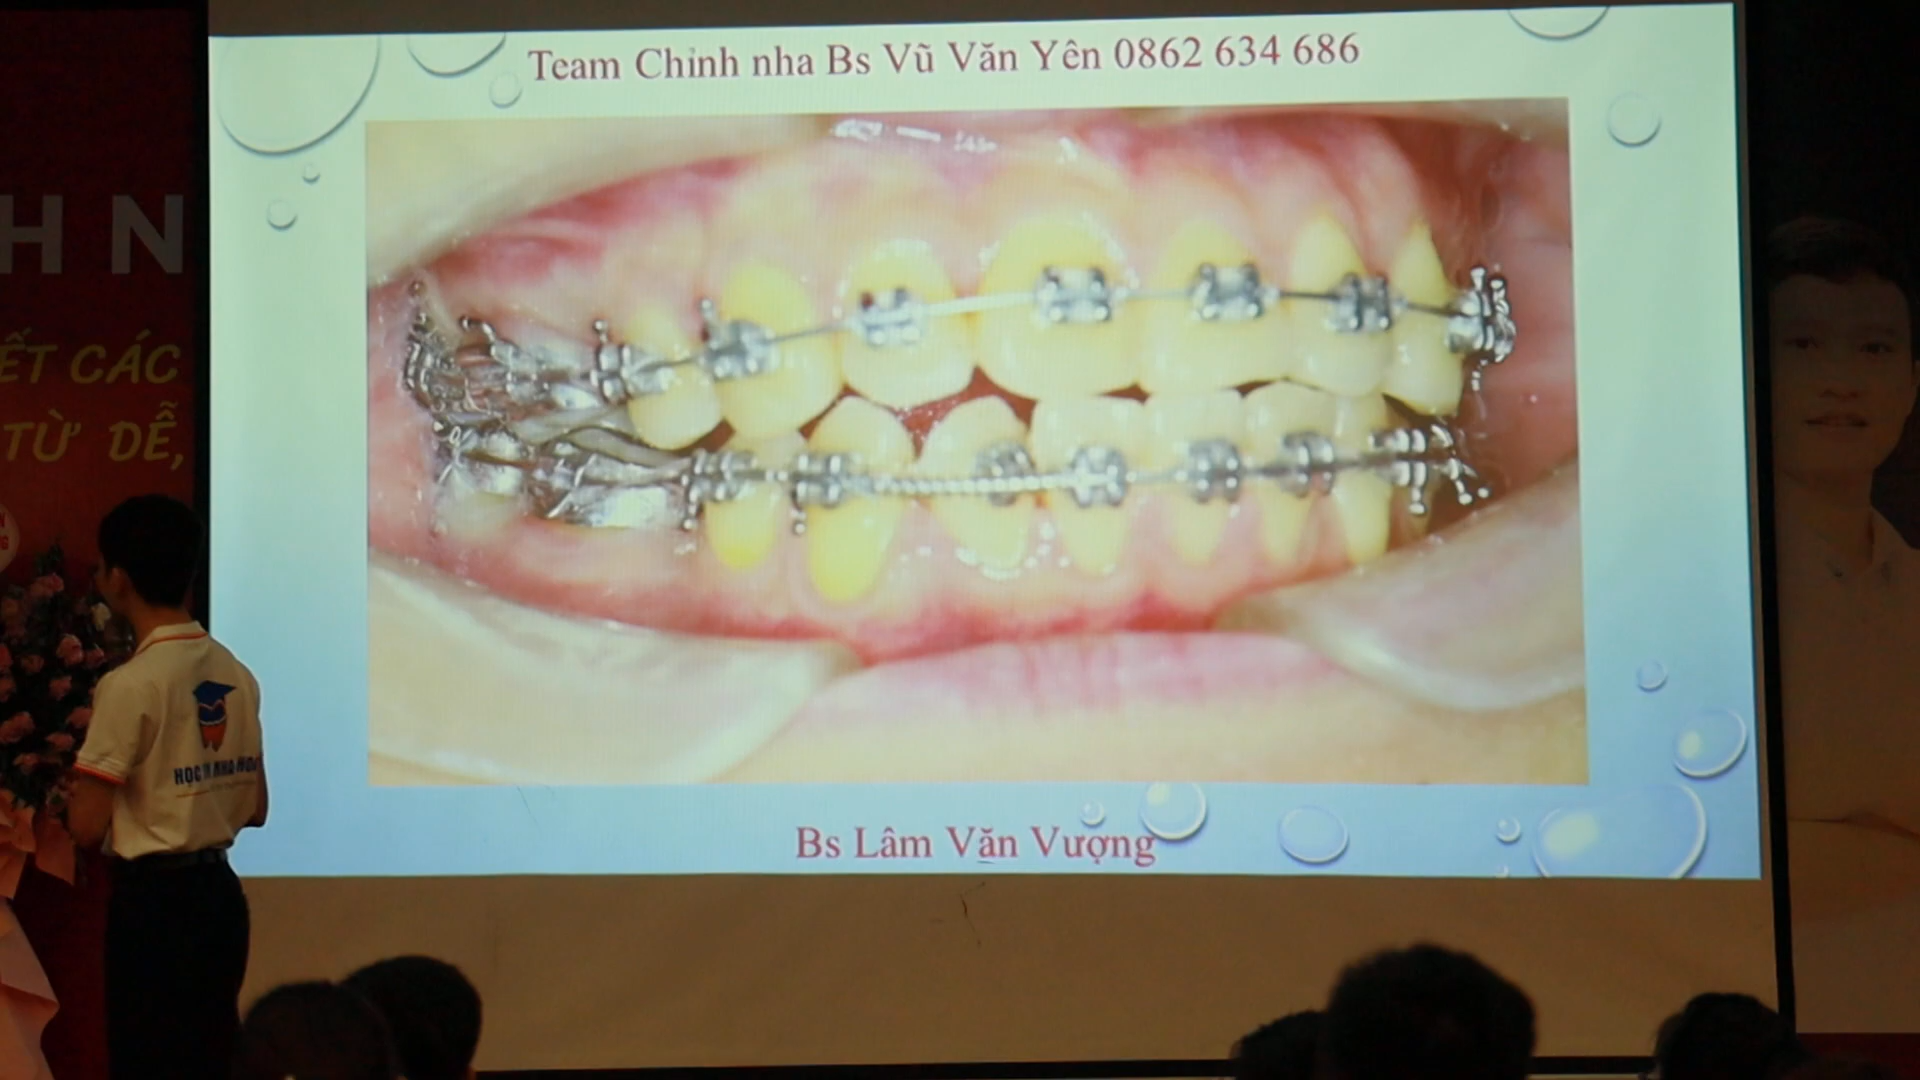 Team Chỉnh nha Bs Vũ Văn Yên 0862 634 686
H N
ẾT CÁC
TỪ DỄ,
Bs Lâm Văn Vượng